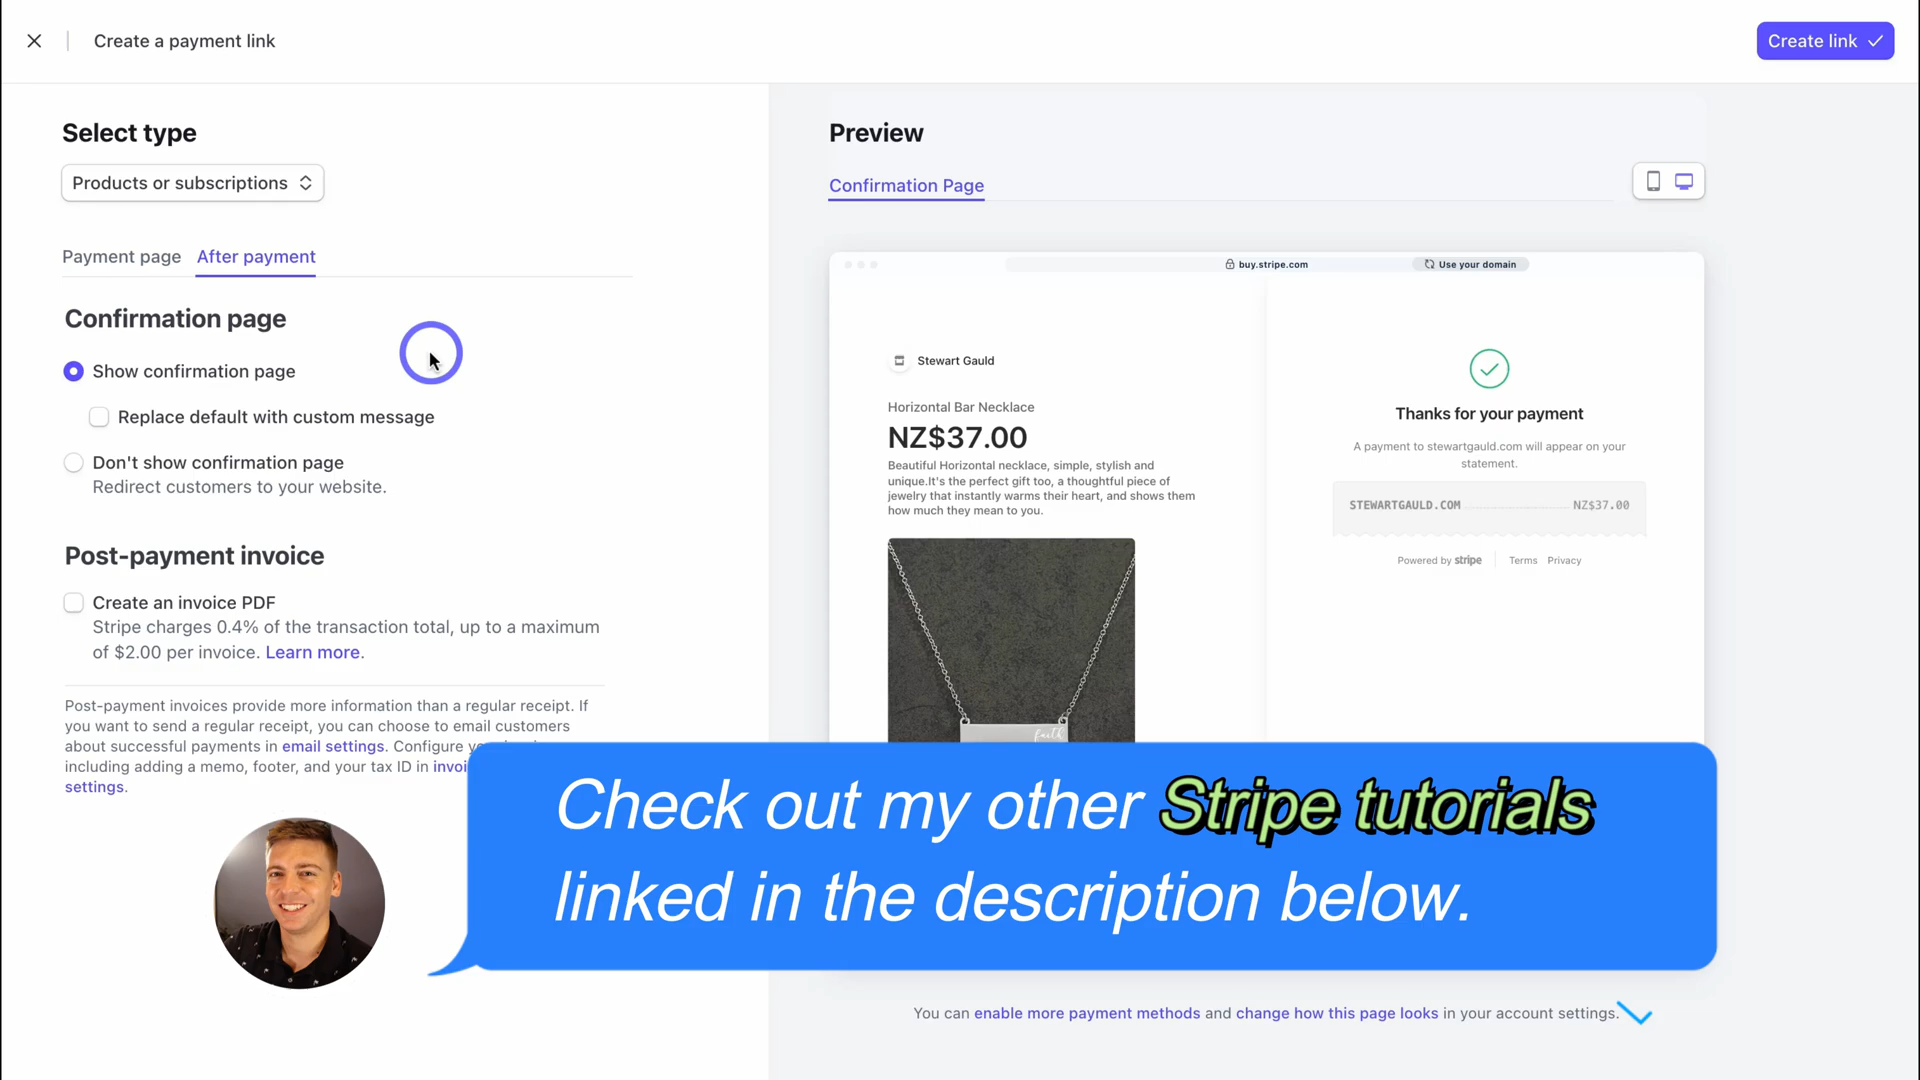 Create a payment link
Create link
Select type
Products or subscriptions
Payment page
After payment
Confirmation page
Show confirmation page
Replace default with custom message
Don't show confirmation page
Redirect customers to your website.
Post-payment invoice
Create an invoice PDF
Stripe charges 0.4% of the transaction total, up to a maximum
of $2.00 per invoice. Learn more.
Post-payment invoices provide more information than a regular receipt. If
you want to send a regular receipt, you can choose to email customers
about successful payments in email settings. Configure
including adding a memo, footer, and your tax ID in
settings.
Preview
Confirmation Page
buy.stripe.com
Use your domain
Stewart Gauld
Horizontal Bar Necklace
NZ$37.00
Beautiful Horizontal necklace, simple, stylish and
unique.It's the perfect gift too, a thoughtful piece of
jewelry that instantly warms their heart, and shows them
how much they mean to you.
faith
Thanks for your payment
A payment to stewartgauld.com will appear on your
statement.
STEWARTGAULD.COM NZ$37.00
Powered by stripe
Terms Privacy
Check out my other Stripe tutorials
linked in the description below.
You can enable more payment methods and change how this page looks in your account settings.